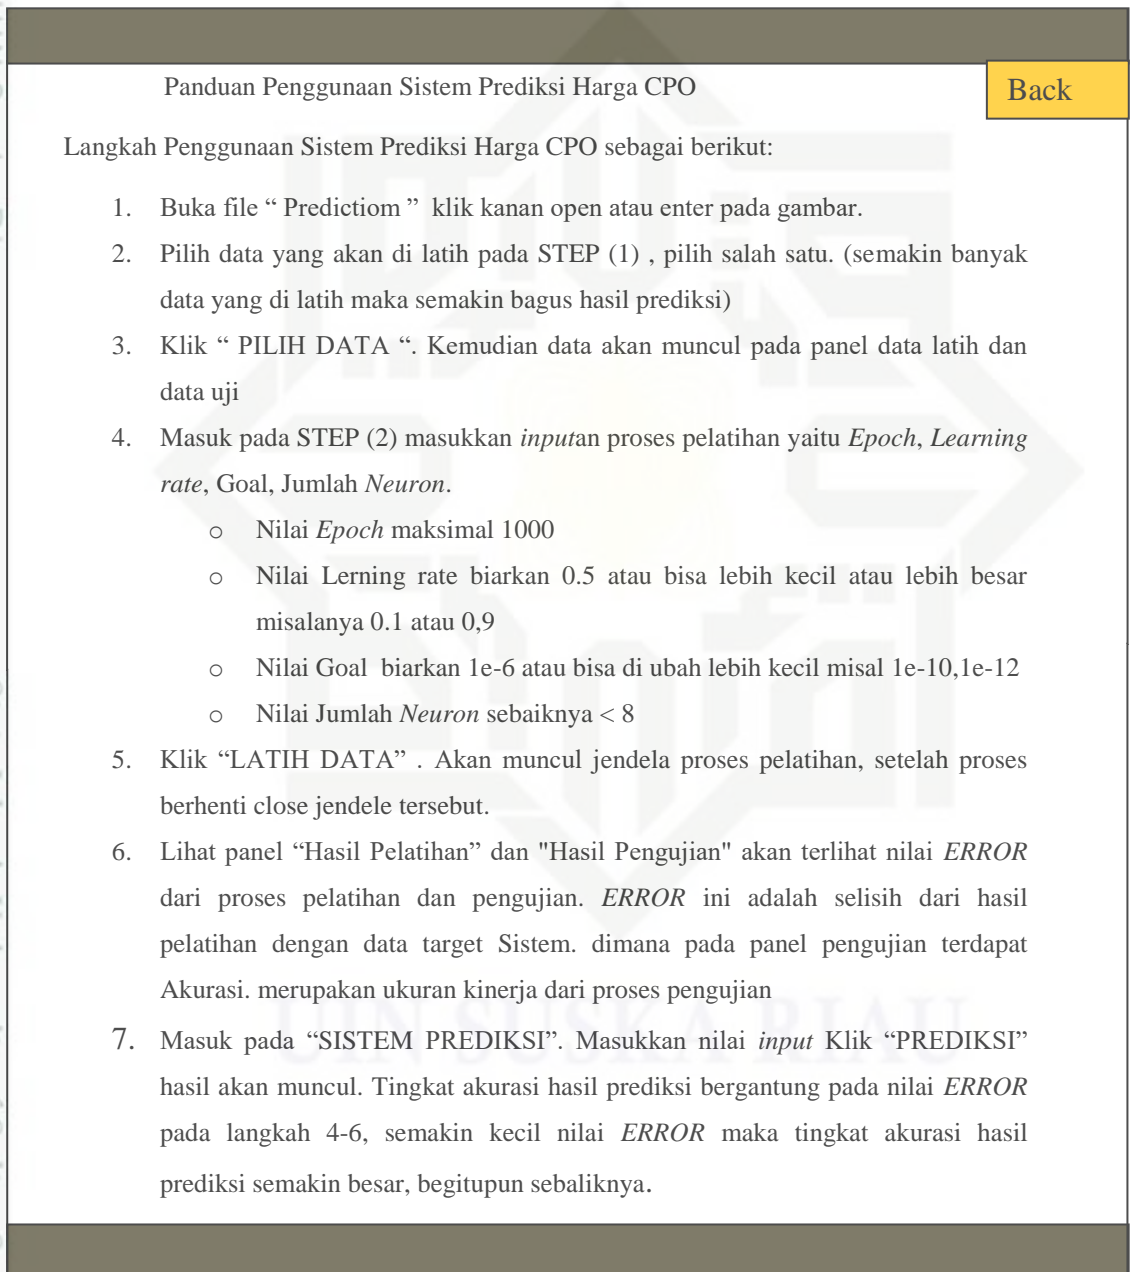 Panduan Penggunaan Sistem Prediksi Harga CPO
Back
Langkah Penggunaan Sistem Prediksi Harga CPO sebagai berikut:
1. Buka file “ Predictiom ” klik kanan open atau enter pada gambar.
2. Pilih data yang akan di latih pada STEP (1) , pilih salah satu. (semakin banyak
data yang di latih maka semakin bagus hasil prediksi)
3. Klik “ PILIH DATA “. Kemudian data akan muncul pada panel data latih dan
data uji
4. Masuk pada STEP (2) masukkan inputan proses pelatihan yaitu Epoch, Learning
rate, Goal, Jumlah Neuron.
o Nilai Epoch maksimal 1000
o Nilai Lerning rate biarkan 0.5 atau bisa lebih kecil atau lebih besar
misalanya 0.1 atau 0,9
o Nilai Goal biarkan 1e-6 atau bisa di ubah lebih kecil misal 1e-10,1e-12
o Nilai Jumlah Neuron sebaiknya < 8
5. Klik “LATIH DATA” . Akan muncul jendela proses pelatihan, setelah proses
berhenti close jendele tersebut.
6. Lihat panel “Hasil Pelatihan” dan "Hasil Pengujian" akan terlihat nilai ERROR
dari proses pelatihan dan pengujian. ERROR ini adalah selisih dari hasil
pelatihan dengan data target Sistem. dimana pada panel pengujian terdapat
Akurasi. merupakan ukuran kinerja dari proses pengujian
UIN SUSKA RIAU
7. Masuk pada “SISTEM PREDIKSI”. Masukkan nilai input Klik “PREDIKSI”
hasil akan muncul. Tingkat akurasi hasil prediksi bergantung pada nilai ERROR
pada langkah 4-6, semakin kecil nilai ERROR maka tingkat akurasi hasil
prediksi semakin besar, begitupun sebaliknya.